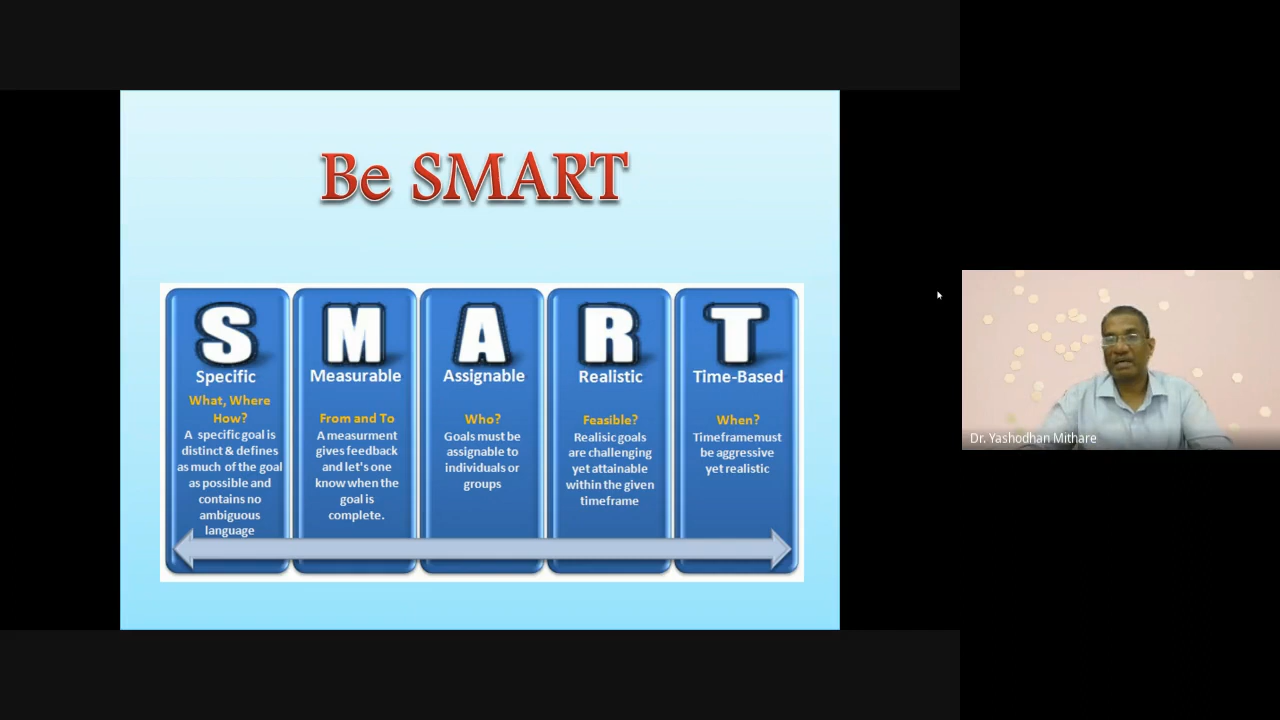 Be SMART
S
Specific
What, Where
How?
A specific goal is
distinct & defines
as much of the goal
as possible and
contains no
ambiguous
language
M
Measurable
From and To
A measurment
gives feedback
and let's one
know when the
goal is
complete.
A
Assignable
Who?
Goals must be
assignable to
individuals or
groups
R
Realistic
Feasible?
Realisic goals
are challenging
yet attainable
within the given
timeframe
T
Time-Based
When?
Timeframe must
be aggressive
yet realistic
Dr. Yashodhan Mithare